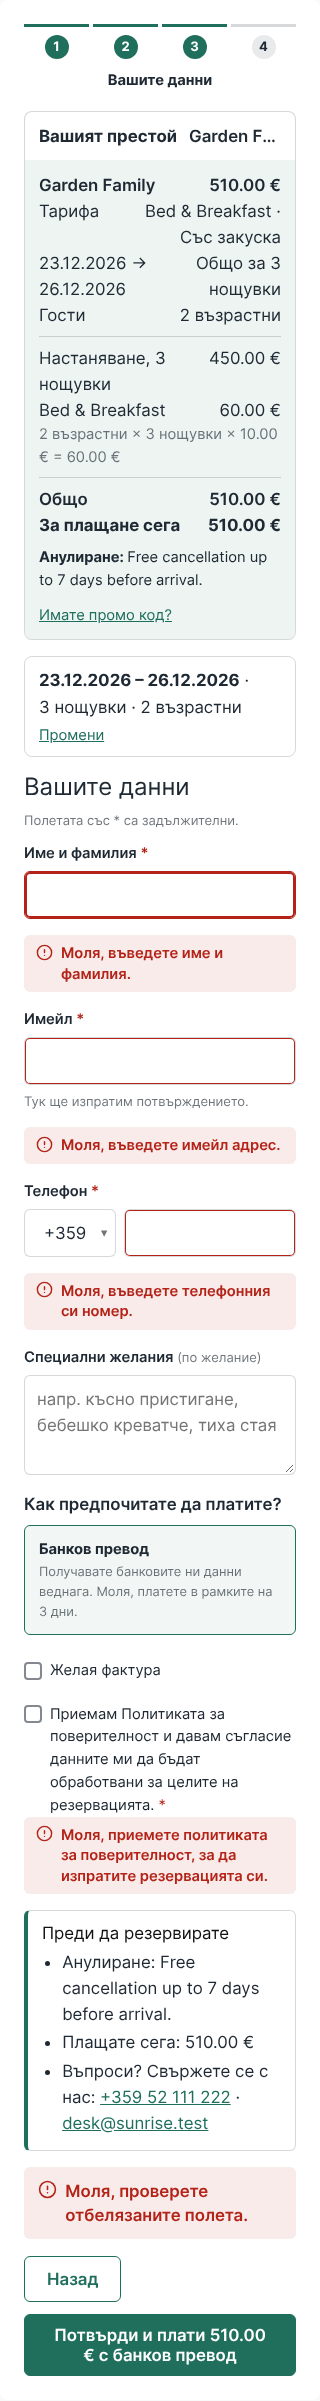 1 2 3 4
Вашите данни
Вашият престой Garden F...
Garden Family 510.00 €
Тарифа Bed & Breakfast ·
Със закуска
23.12.2026 → Общо за 3
26.12.2026 нощувки
Гости 2 възрастни
Настаняване, 3 450.00 €
нощувки
Bed & Breakfast 60.00 €
2 възрастни × 3 нощувки × 10.00
€ = 60.00 €
Общо 510.00 €
За плащане сега 510.00 €
Анулиране: Free cancellation up
to 7 days before arrival.
Имате промо код?
23.12.2026 – 26.12.2026 ·
3 нощувки · 2 възрастни
Промени
Вашите данни
Полетата със * са задължителни.
Име и фамилия *
Моля, въведете име и
фамилия.
Имейл *
Тук ще изпратим потвърждението.
Моля, въведете имейл адрес.
Телефон *
+359
Моля, въведете телефонния
си номер.
Специални желания (по желание)
напр. късно пристигане,
бебешко креватче, тиха стая
Как предпочитате да платите?
Банков превод
Получавате банковите ни данни
веднага. Моля, платете в рамките на
3 дни.
Желая фактура
Приемам Политиката за
поверителност и давам съгласие
данните ми да бъдат
обработвани за целите на
резервацията. *
Моля, приемете политиката
за поверителност, за да
изпратите резервацията си.
Преди да резервирате
• Анулиране: Free
cancellation up to 7 days
before arrival.
• Плащате сега: 510.00 €
• Въпроси? Свържете се с
нас: +359 52 111 222 ·
desk@sunrise.test
Моля, проверете
отбелязаните полета.
Назад
Потвърди и плати 510.00
€ с банков превод